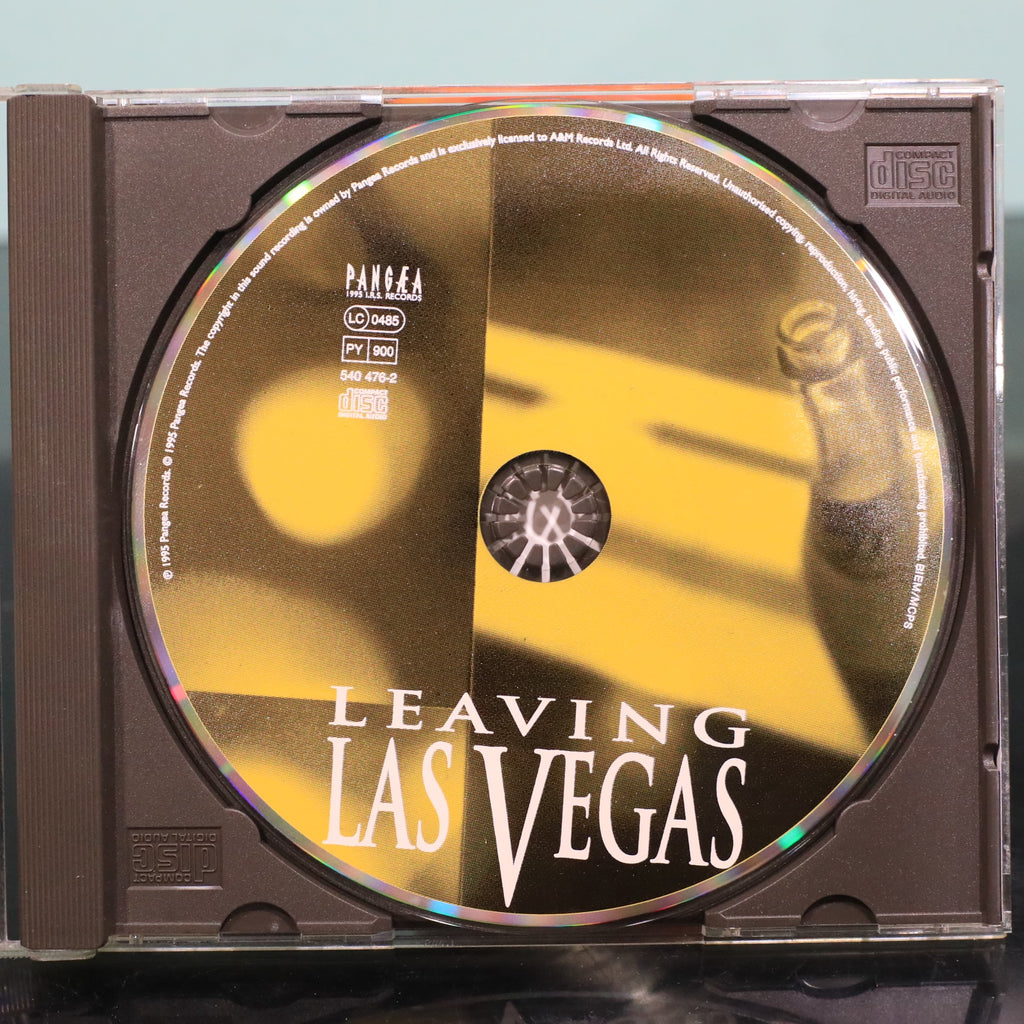 ℗ 1995 Pangea Records. © 1995 Pangea Records. The copyright in this sound recording is owned by Pangea Records and is exclusively licensed to A&M Records Ltd. All Rights Reserved. Unauthorised copying, reproduction, hiring, lending, public performance and broadcasting prohibited. BIEM/MCPS
COMPACT
disc
DIGITAL AUDIO
PANGÆA
1995 I.R.S. RECORDS
LC 0485
PY 900
540 476-2
COMPACT
disc
DIGITAL AUDIO
LEAVING
LAS VEGAS
COMPACT
disc
DIGITAL AUDIO